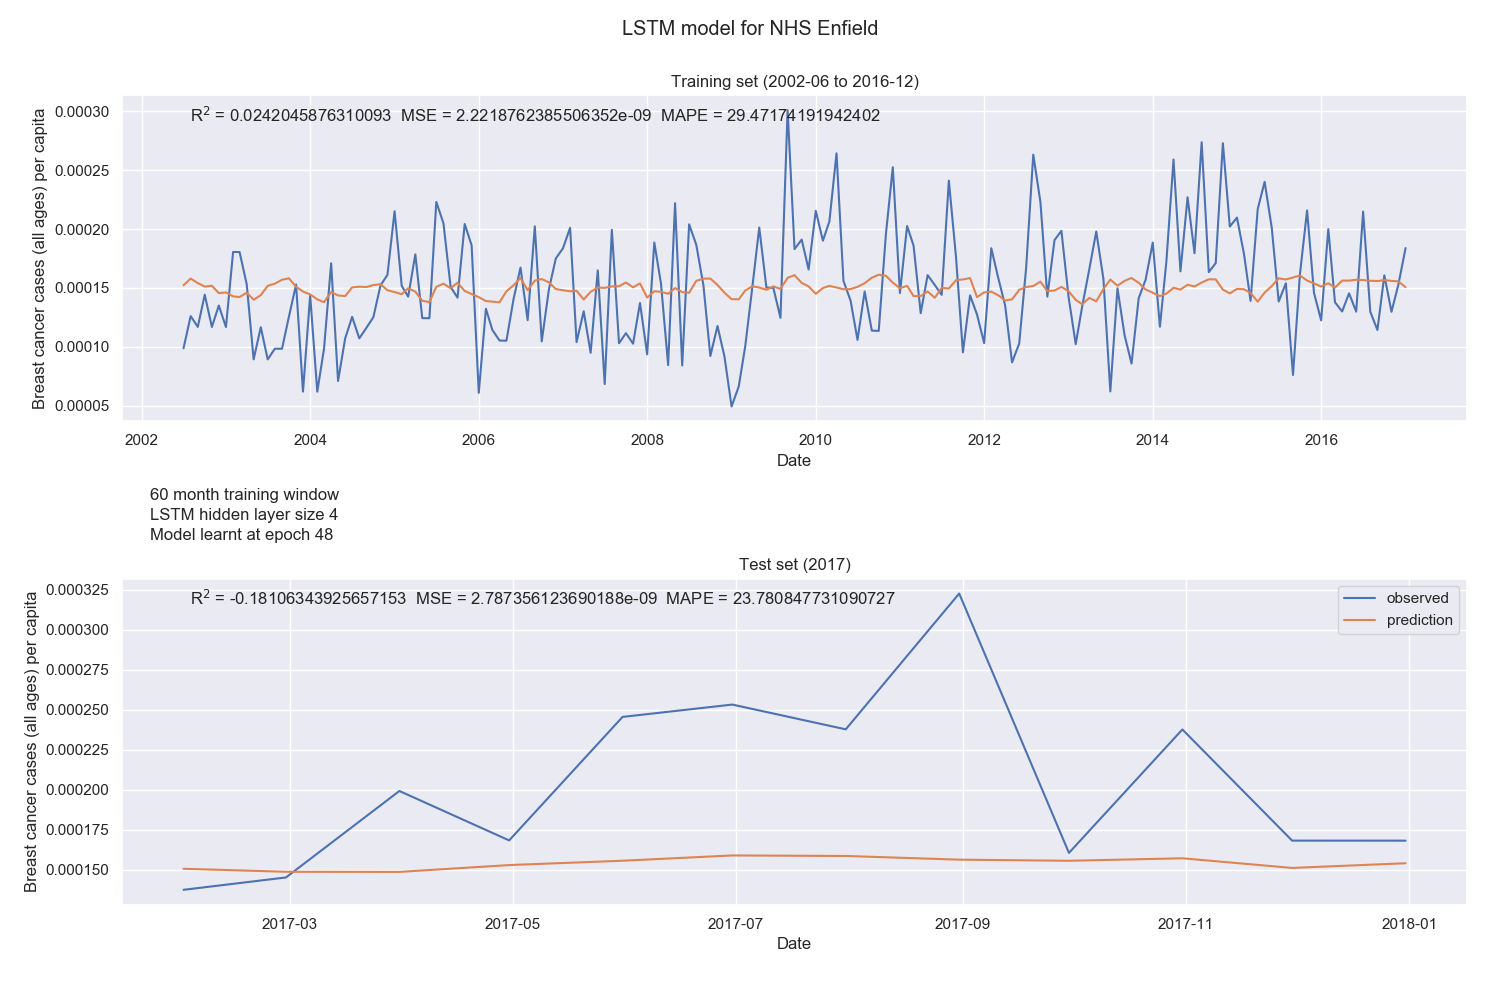 LSTM model for NHS Enfield
Training set (2002-06 to 2016-12)
R² = 0.0242045876310093 MSE = 2.2218762385506352e-09 MAPE = 29.47174191942402
Breast cancer cases (all ages) per capita
0.00030
0.00025
0.00020
0.00015
0.00010
0.00005
2002 2004 2006 2008 2010 2012 2014 2016
Date
60 month training window
LSTM hidden layer size 4
Model learnt at epoch 48
Test set (2017)
R² = -0.18106343925657153 MSE = 2.787356123690188e-09 MAPE = 23.780847731090727
observed
prediction
Breast cancer cases (all ages) per capita
0.000325
0.000300
0.000275
0.000250
0.000225
0.000200
0.000175
0.000150
2017-03 2017-05 2017-07 2017-09 2017-11 2018-01
Date